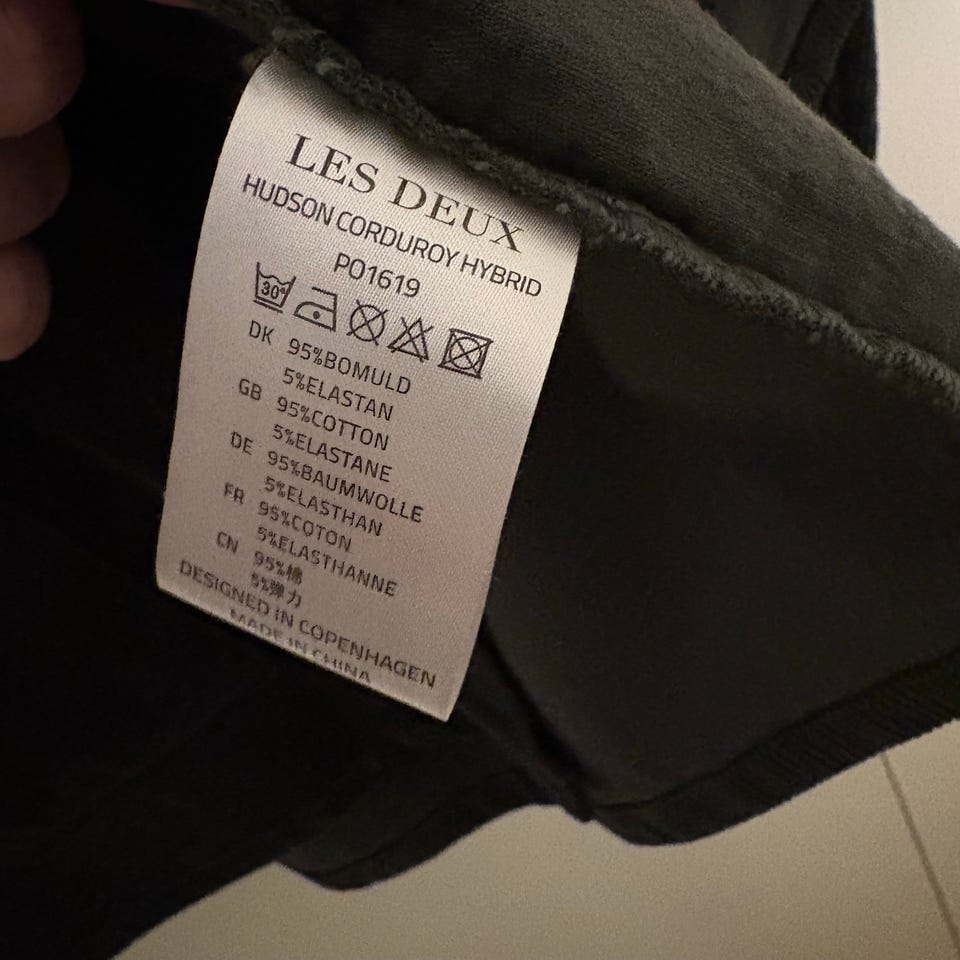 LES DEUX
HUDSON CORDUROY HYBRID
PO1619
30°
DK 95%BOMULD
5%ELASTAN
GB 95%COTTON
5%ELASTANE
DE 95%BAUMWOLLE
5%ELASTHAN
FR 95%COTON
5%ELASTHANNE
CN 95%棉
5%弹力
DESIGNED IN COPENHAGEN
MADE IN CHINA